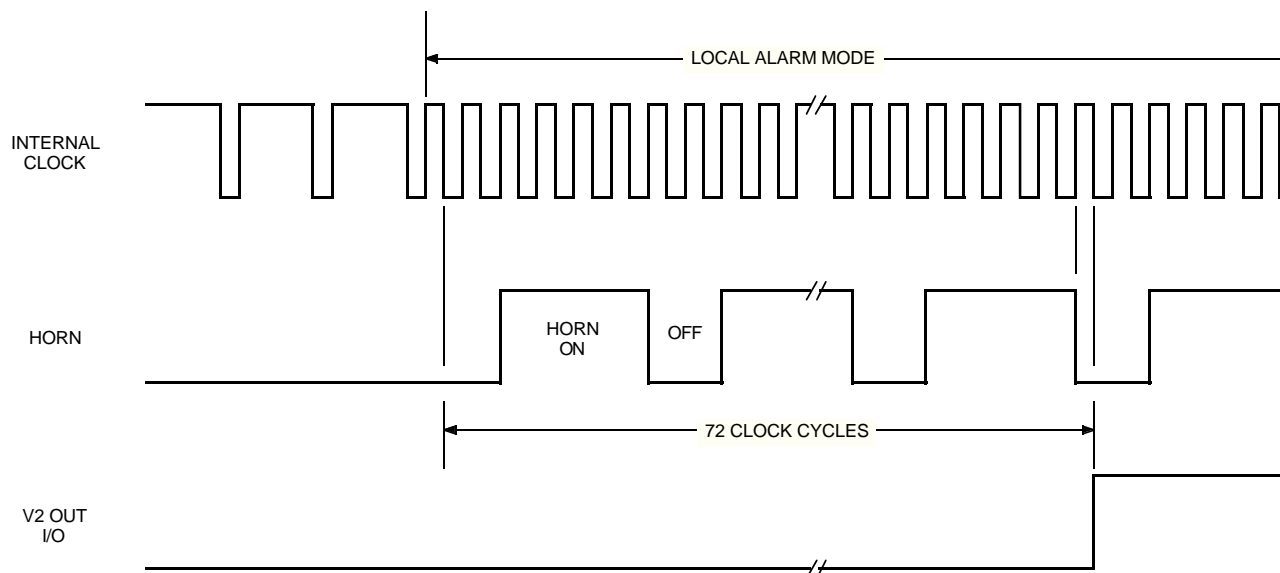 LOCAL ALARM MODE
INTERNAL
CLOCK
HORN
HORN
ON
OFF
72 CLOCK CYCLES
V2 OUT
I/O